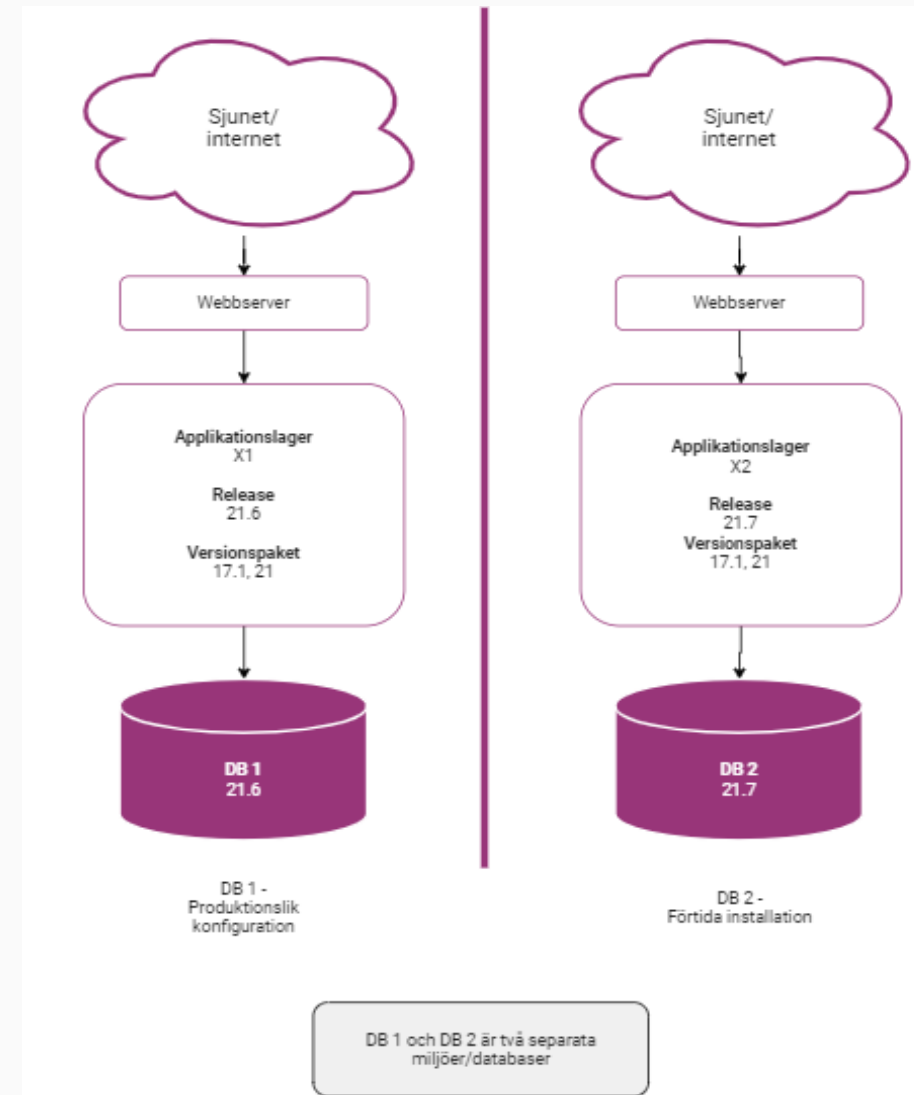 Sjunet/
internet
Webbserver
Applikationslager
X1
Release
21.6
Versionspaket
17.1, 21
DB 1
21.6
DB 1 -
Produktionslik
konfiguration
Sjunet/
internet
Webbserver
Applikationslager
X2
Release
21.7
Versionspaket
17.1, 21
DB 2
21.7
DB 2 -
Förtida installation
DB 1 och DB 2 är två separata
miljöer/databaser